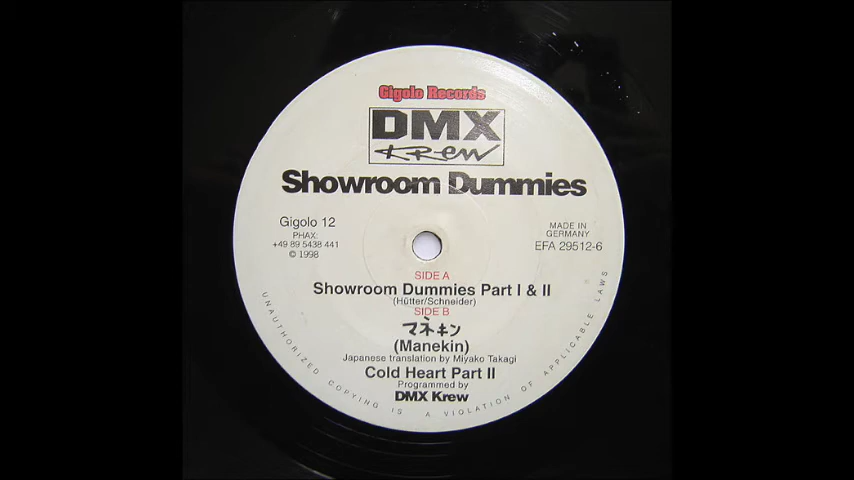 Gigolo Records
DMX
Krew
Showroom Dummies
Gigolo 12
PHAX:
+49 89 5438 441
© 1998
MADE IN
GERMANY
EFA 29512-6
SIDE A
Showroom Dummies Part I & II
(Hütter/Schneider)
SIDE B
マネキン
(Manekin)
Japanese translation by Miyako Takagi
Cold Heart Part II
Programmed by
DMX Krew
UNAUTHORIZED COPYING IS A VIOLATION OF APPLICABLE LAWS